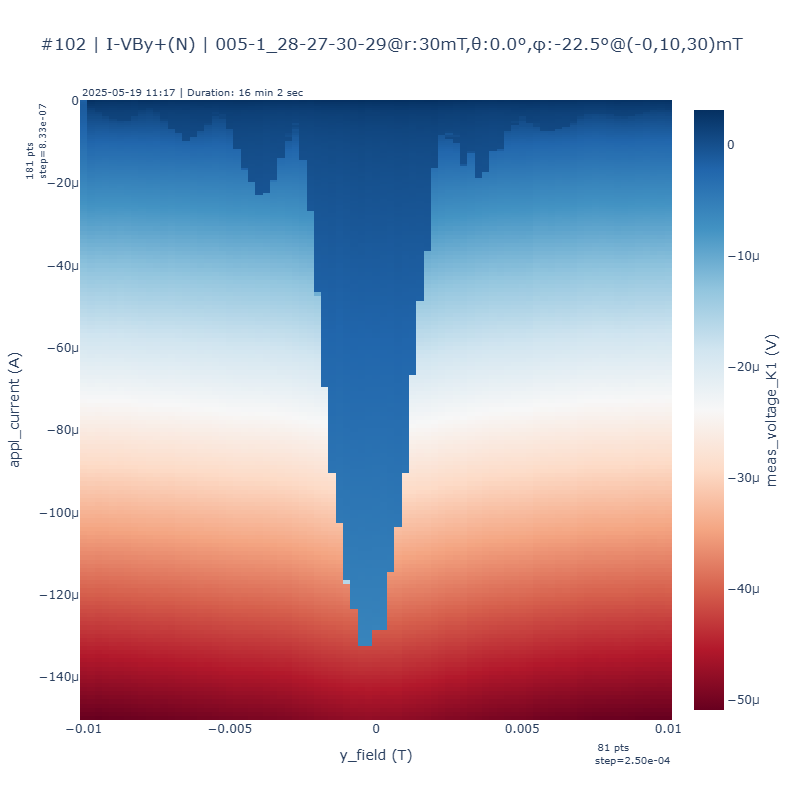 #102 | I-VBy+(N) | 005-1_28-27-30-29@r:30mT,θ:0.0°,φ:-22.5°@(-0,10,30)mT
2025-05-19 11:17 | Duration: 16 min 2 sec
181 pts
step=8.33e-07
0
−20μ
−40μ
−60μ
−80μ
−100μ
−120μ
−140μ
appl_current (A)
−0.01
−0.005
0
0.005
0.01
y_field (T)
81 pts
step=2.50e-04
0
−10μ
−20μ
−30μ
−40μ
−50μ
meas_voltage_K1 (V)